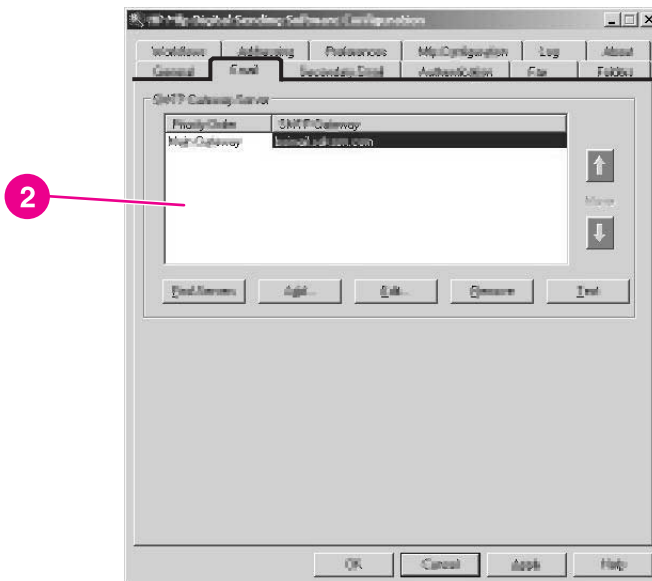 HP Mfp Digital Sending Software Configuration
Workflows Addressing Preferences Mfp Configuration Log About
General Email Secondary Email Authentication Fax Folders
SMTP Gateway Server
Priority Order SMTP Gateway
Main Gateway
2
Move
Find Servers Add... Edit... Remove Test
OK Cancel Apply Help